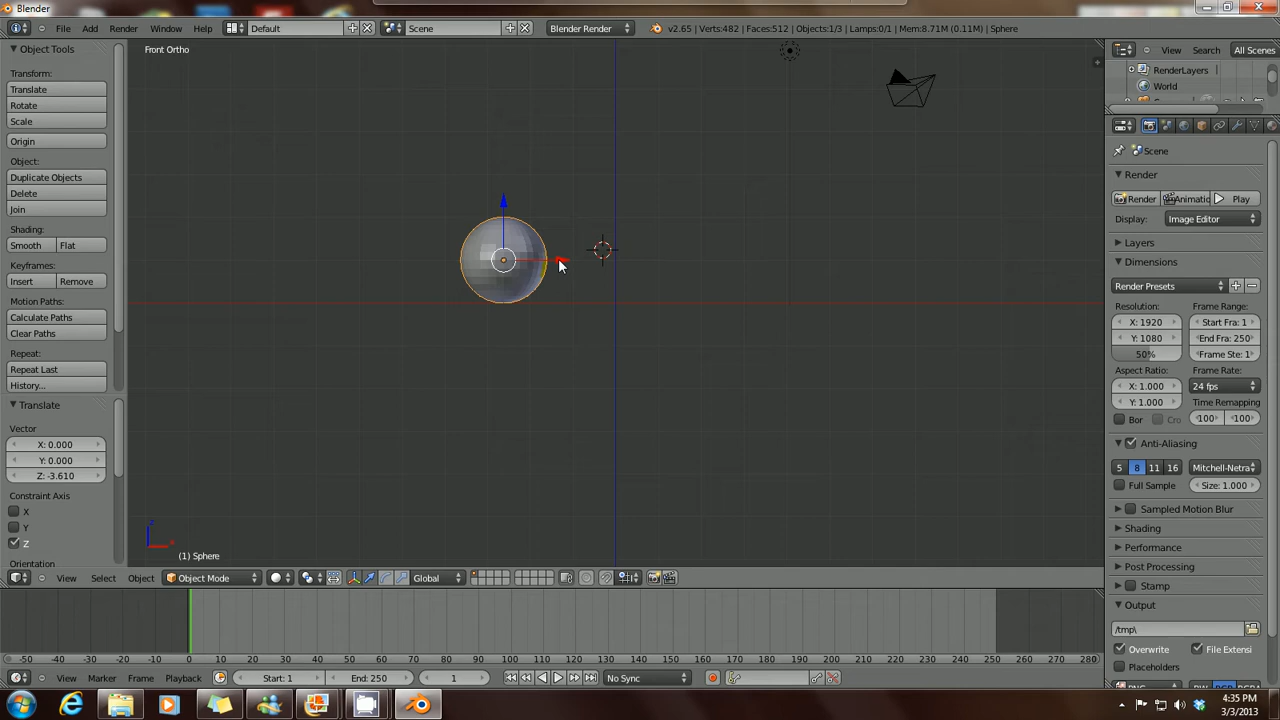 Blender
File Add Render Window Help Default Scene Blender Render v2.65 | Verts:482 | Faces:512 | Objects:1/3 | Lamps:0/1 | Mem:8.71M (0.11M) | Sphere
Object Tools
Transform:
Translate
Rotate
Scale
Origin
Object:
Duplicate Objects
Delete
Join
Shading:
Smooth Flat
Keyframes:
Insert Remove
Motion Paths:
Calculate Paths
Clear Paths
Repeat:
Repeat Last
History...
Translate
Vector
X: 0.000
Y: 0.000
Z: -3.610
Constraint Axis
X
Y
Z
Orientation
Front Ortho
(1) Sphere
View Select Object Object Mode Global
View Search All Scenes
RenderLayers
World
Scene
Render
Render Animatic Play
Display: Image Editor
Layers
Dimensions
Render Presets
Resolution: Frame Range:
X: 1920 Start Fra: 1
Y: 1080 End Fra: 250
50% Frame Ste: 1
Aspect Ratio: Frame Rate:
X: 1.000 24 fps
Y: 1.000 Time Remapping
Bor Cro 100 100
Anti-Aliasing
5 8 11 16 Mitchell-Netra
Full Sample Size: 1.000
Sampled Motion Blur
Shading
Performance
Post Processing
Stamp
Output
/tmp\
Overwrite File Extensi
Placeholders
-50 -40 -30 -20 -10 0 10 20 30 40 50 60 70 80 90 100 110 120 130 140 150 160 170 180 190 200 210 220 230 240 250 260 270 280
View Marker Frame Playback Start: 1 End: 250 1 No Sync
4:35 PM
3/3/2013